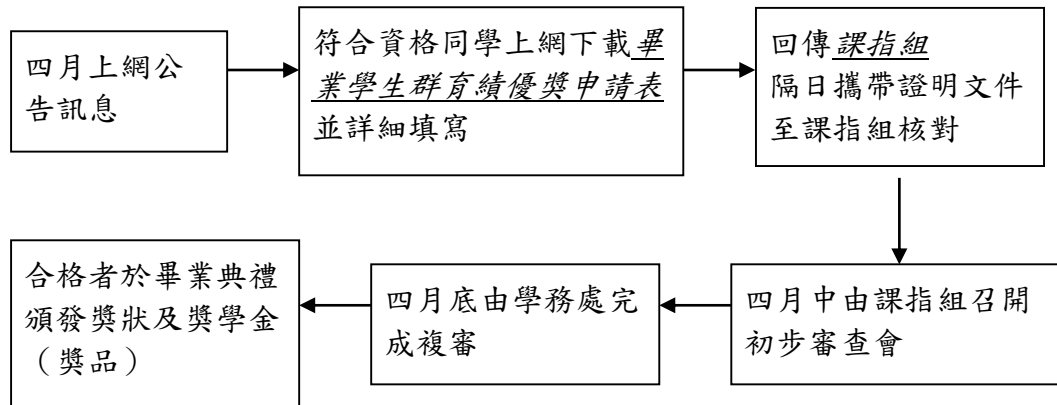 四月上網公
告訊息
符合資格同學上網下載畢
業學生群育績優獎申請表
並詳細填寫
回傳課指組
隔日攜帶證明文件
至課指組核對
四月中由課指組召開
初步審查會
四月底由學務處完
成複審
合格者於畢業典禮
頒發獎狀及獎學金
（獎品）